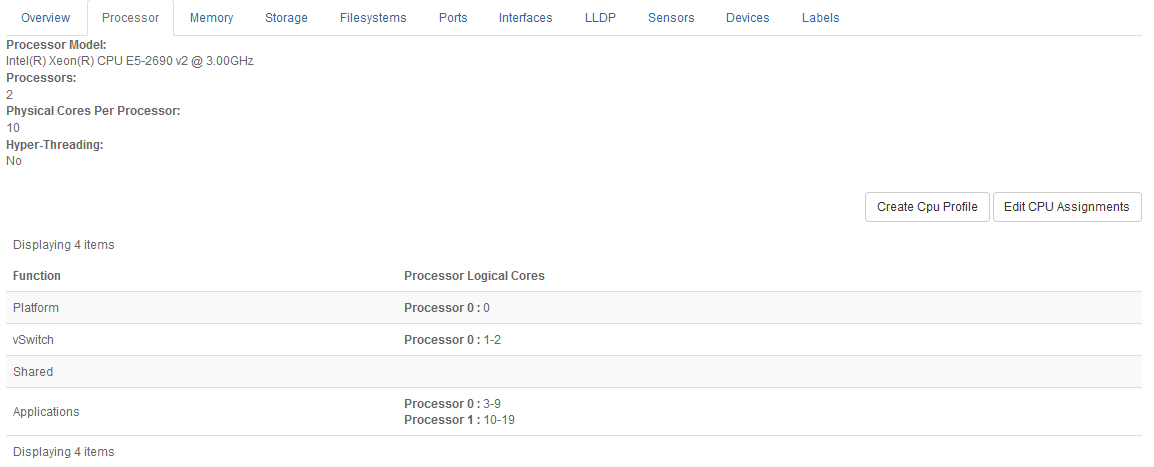 Overview Processor Memory Storage Filesystems Ports Interfaces LLDP Sensors Devices Labels
Processor Model:
Intel(R) Xeon(R) CPU E5-2690 v2 @ 3.00GHz
Processors:
2
Physical Cores Per Processor:
10
Hyper-Threading:
No
Create Cpu Profile Edit CPU Assignments
Displaying 4 items
Function Processor Logical Cores
Platform Processor 0 : 0
vSwitch Processor 0 : 1-2
Shared
Applications Processor 0 : 3-9
Processor 1 : 10-19
Displaying 4 items